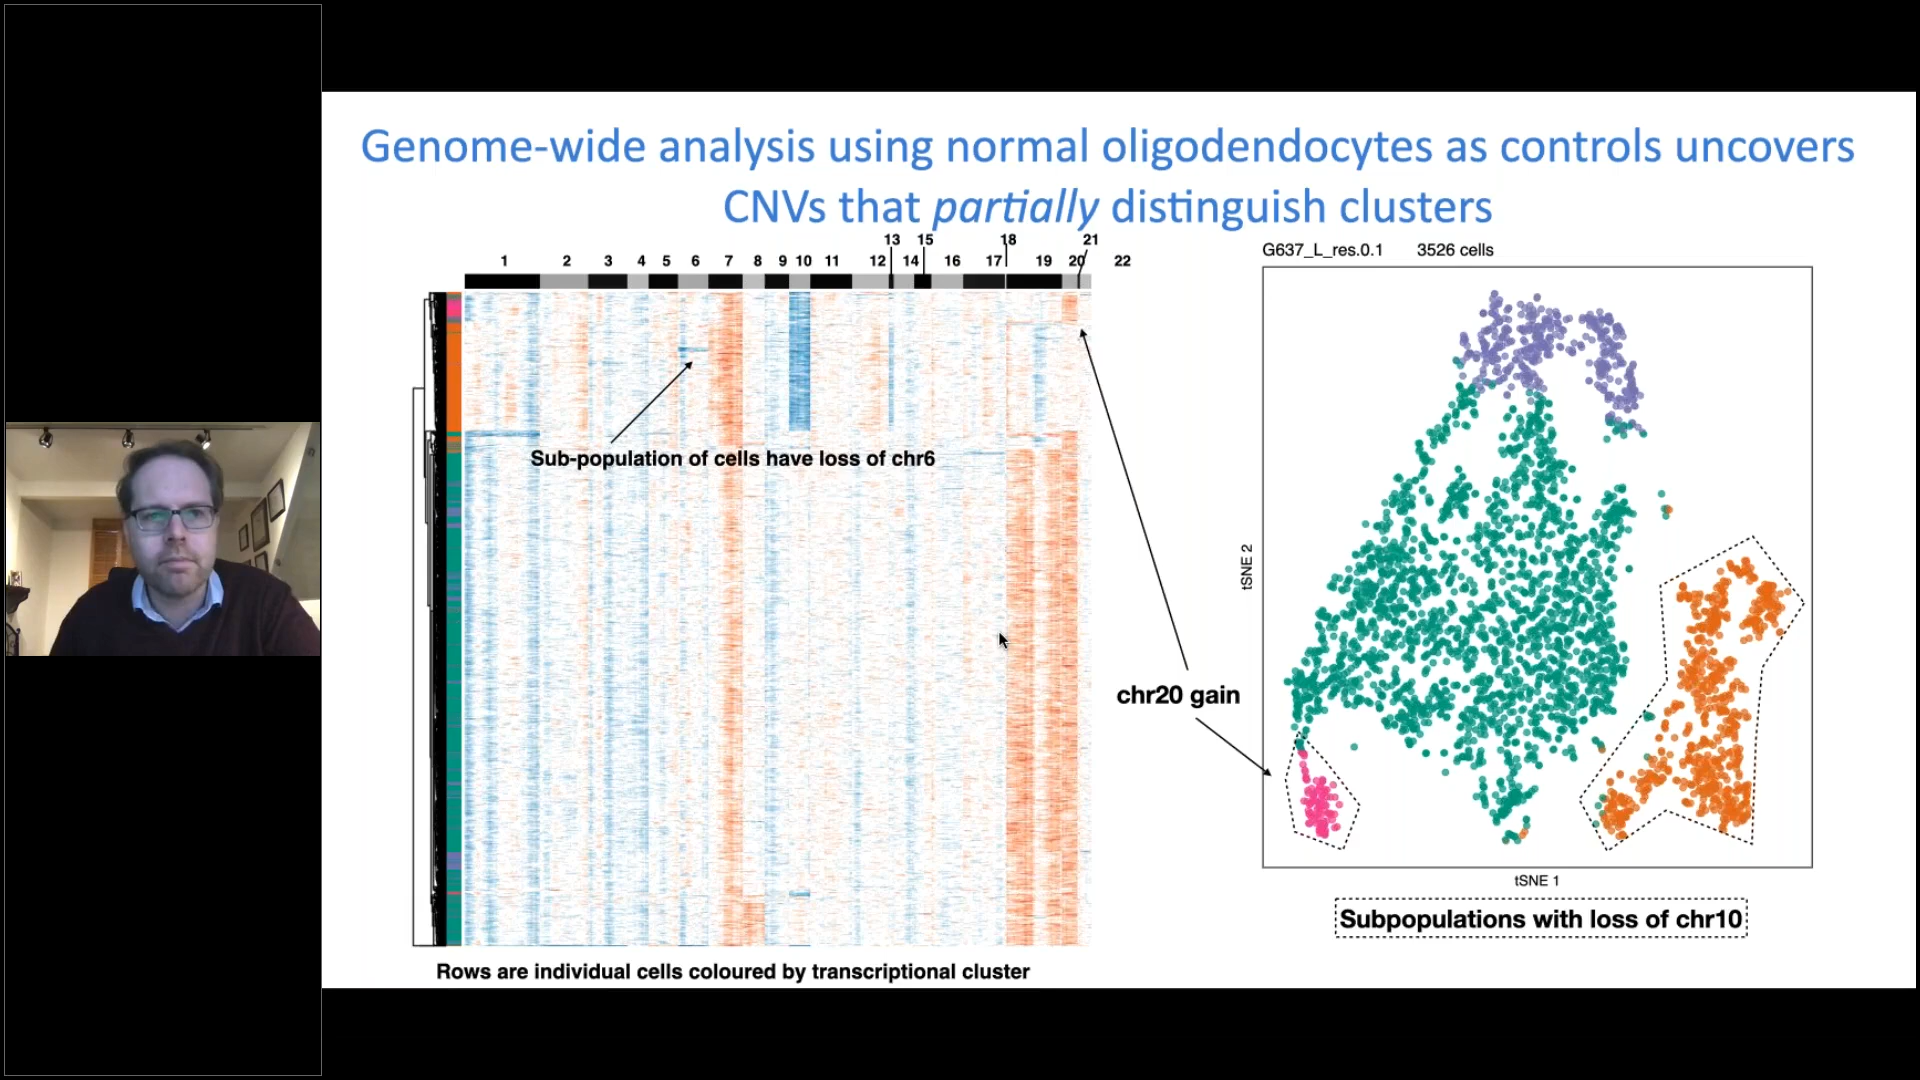 Genome-wide analysis using normal oligodendocytes as controls uncovers
CNVs that partially distinguish clusters
13 15 18 21
1 2 3 4 5 6 7 8 9 10 11 12 14 16 17 19 20 22
G637_L_res.0.1 3526 cells
Sub-population of cells have loss of chr6
chr20 gain
tSNE 2
tSNE 1
Subpopulations with loss of chr10
Rows are individual cells coloured by transcriptional cluster